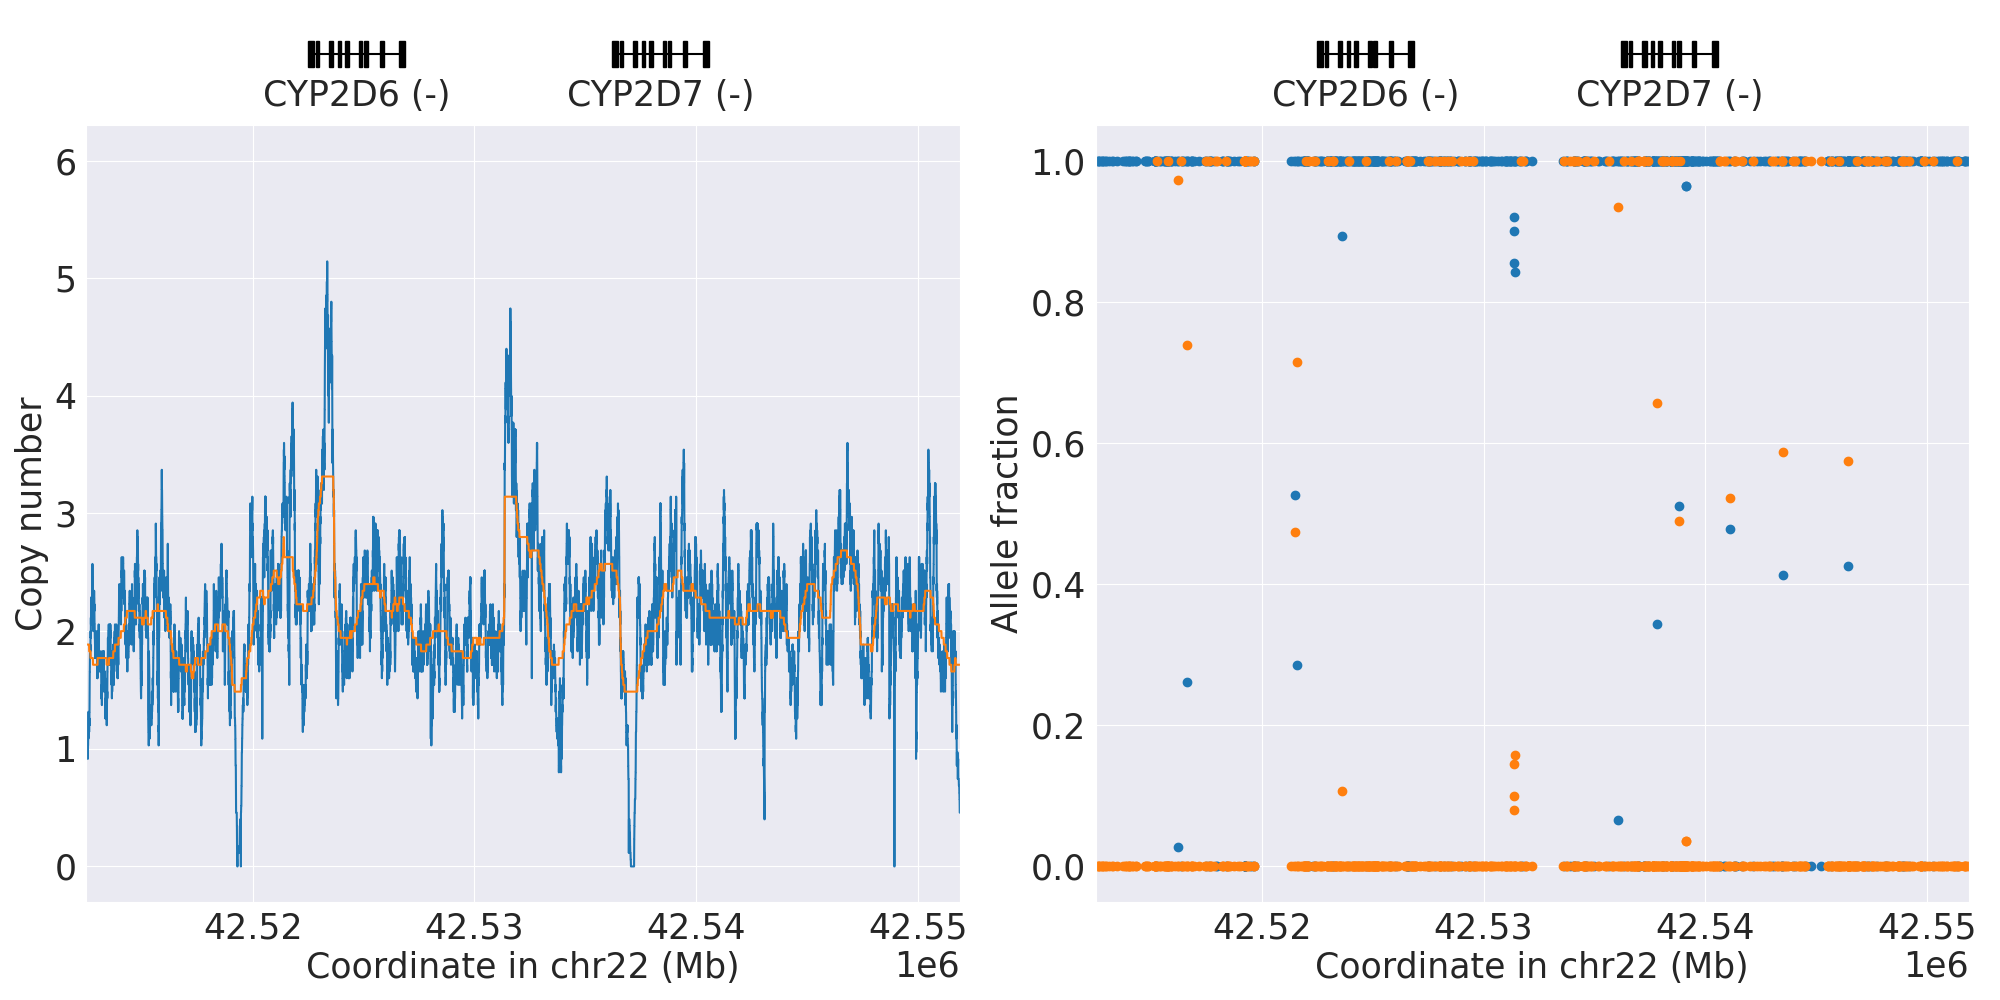 CYP2D6 (-) CYP2D7 (-)
6
5
4
3
2
1
0
Copy number
42.52 42.53 42.54 42.55
Coordinate in chr22 (Mb)
1e6
CYP2D6 (-) CYP2D7 (-)
1.0
0.8
0.6
0.4
0.2
0.0
Allele fraction
42.52 42.53 42.54 42.55
Coordinate in chr22 (Mb)
1e6